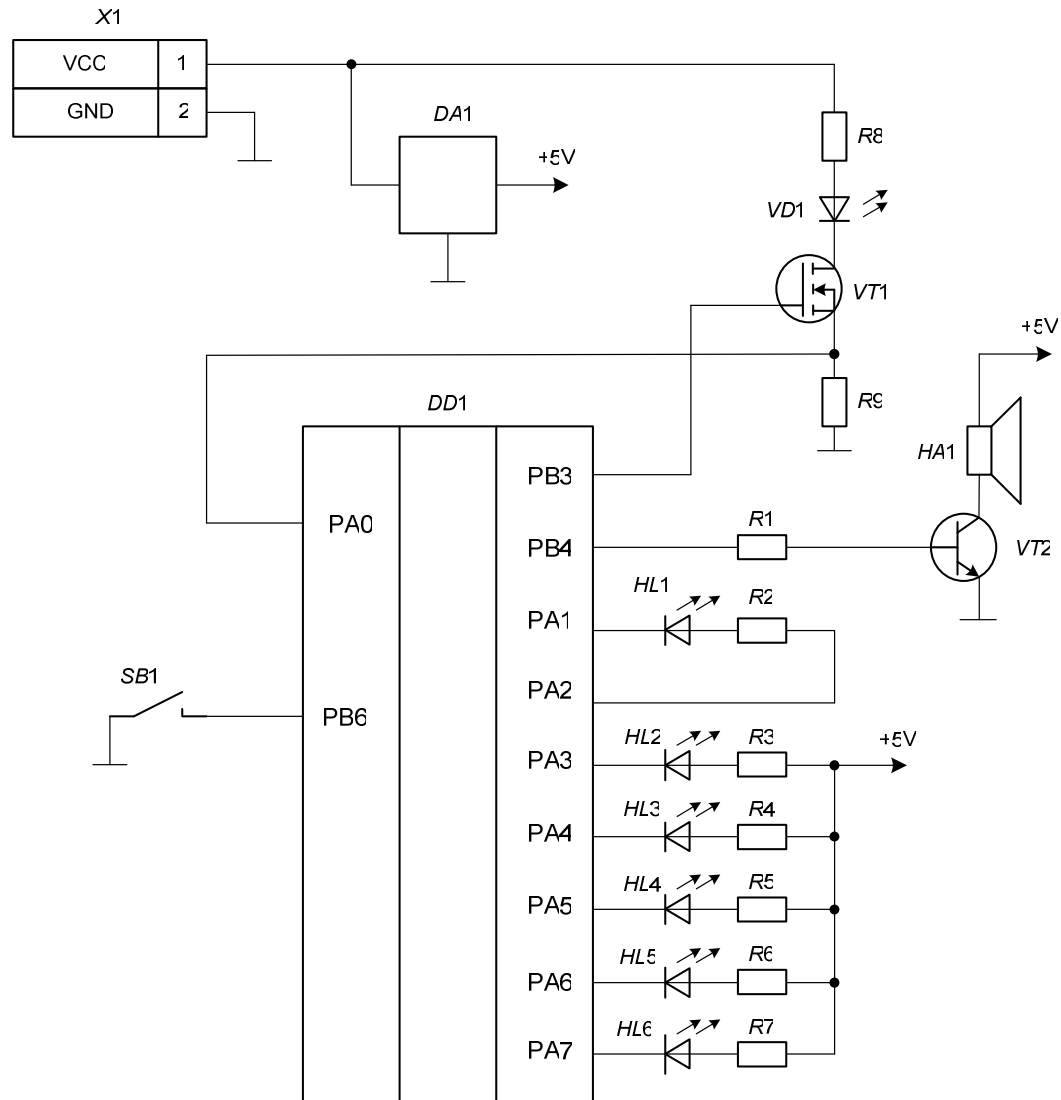 X1
VCC 1
GND 2
DA1
+5V
R8
VD1
VT1
+5V
DD1
R9
HA1
PB3
PA0
R1
PB4
VT2
HL1 R2
PA1
SB1
PA2
PB6
HL2 R3 +5V
PA3
HL3 R4
PA4
HL4 R5
PA5
HL5 R6
PA6
HL6 R7
PA7